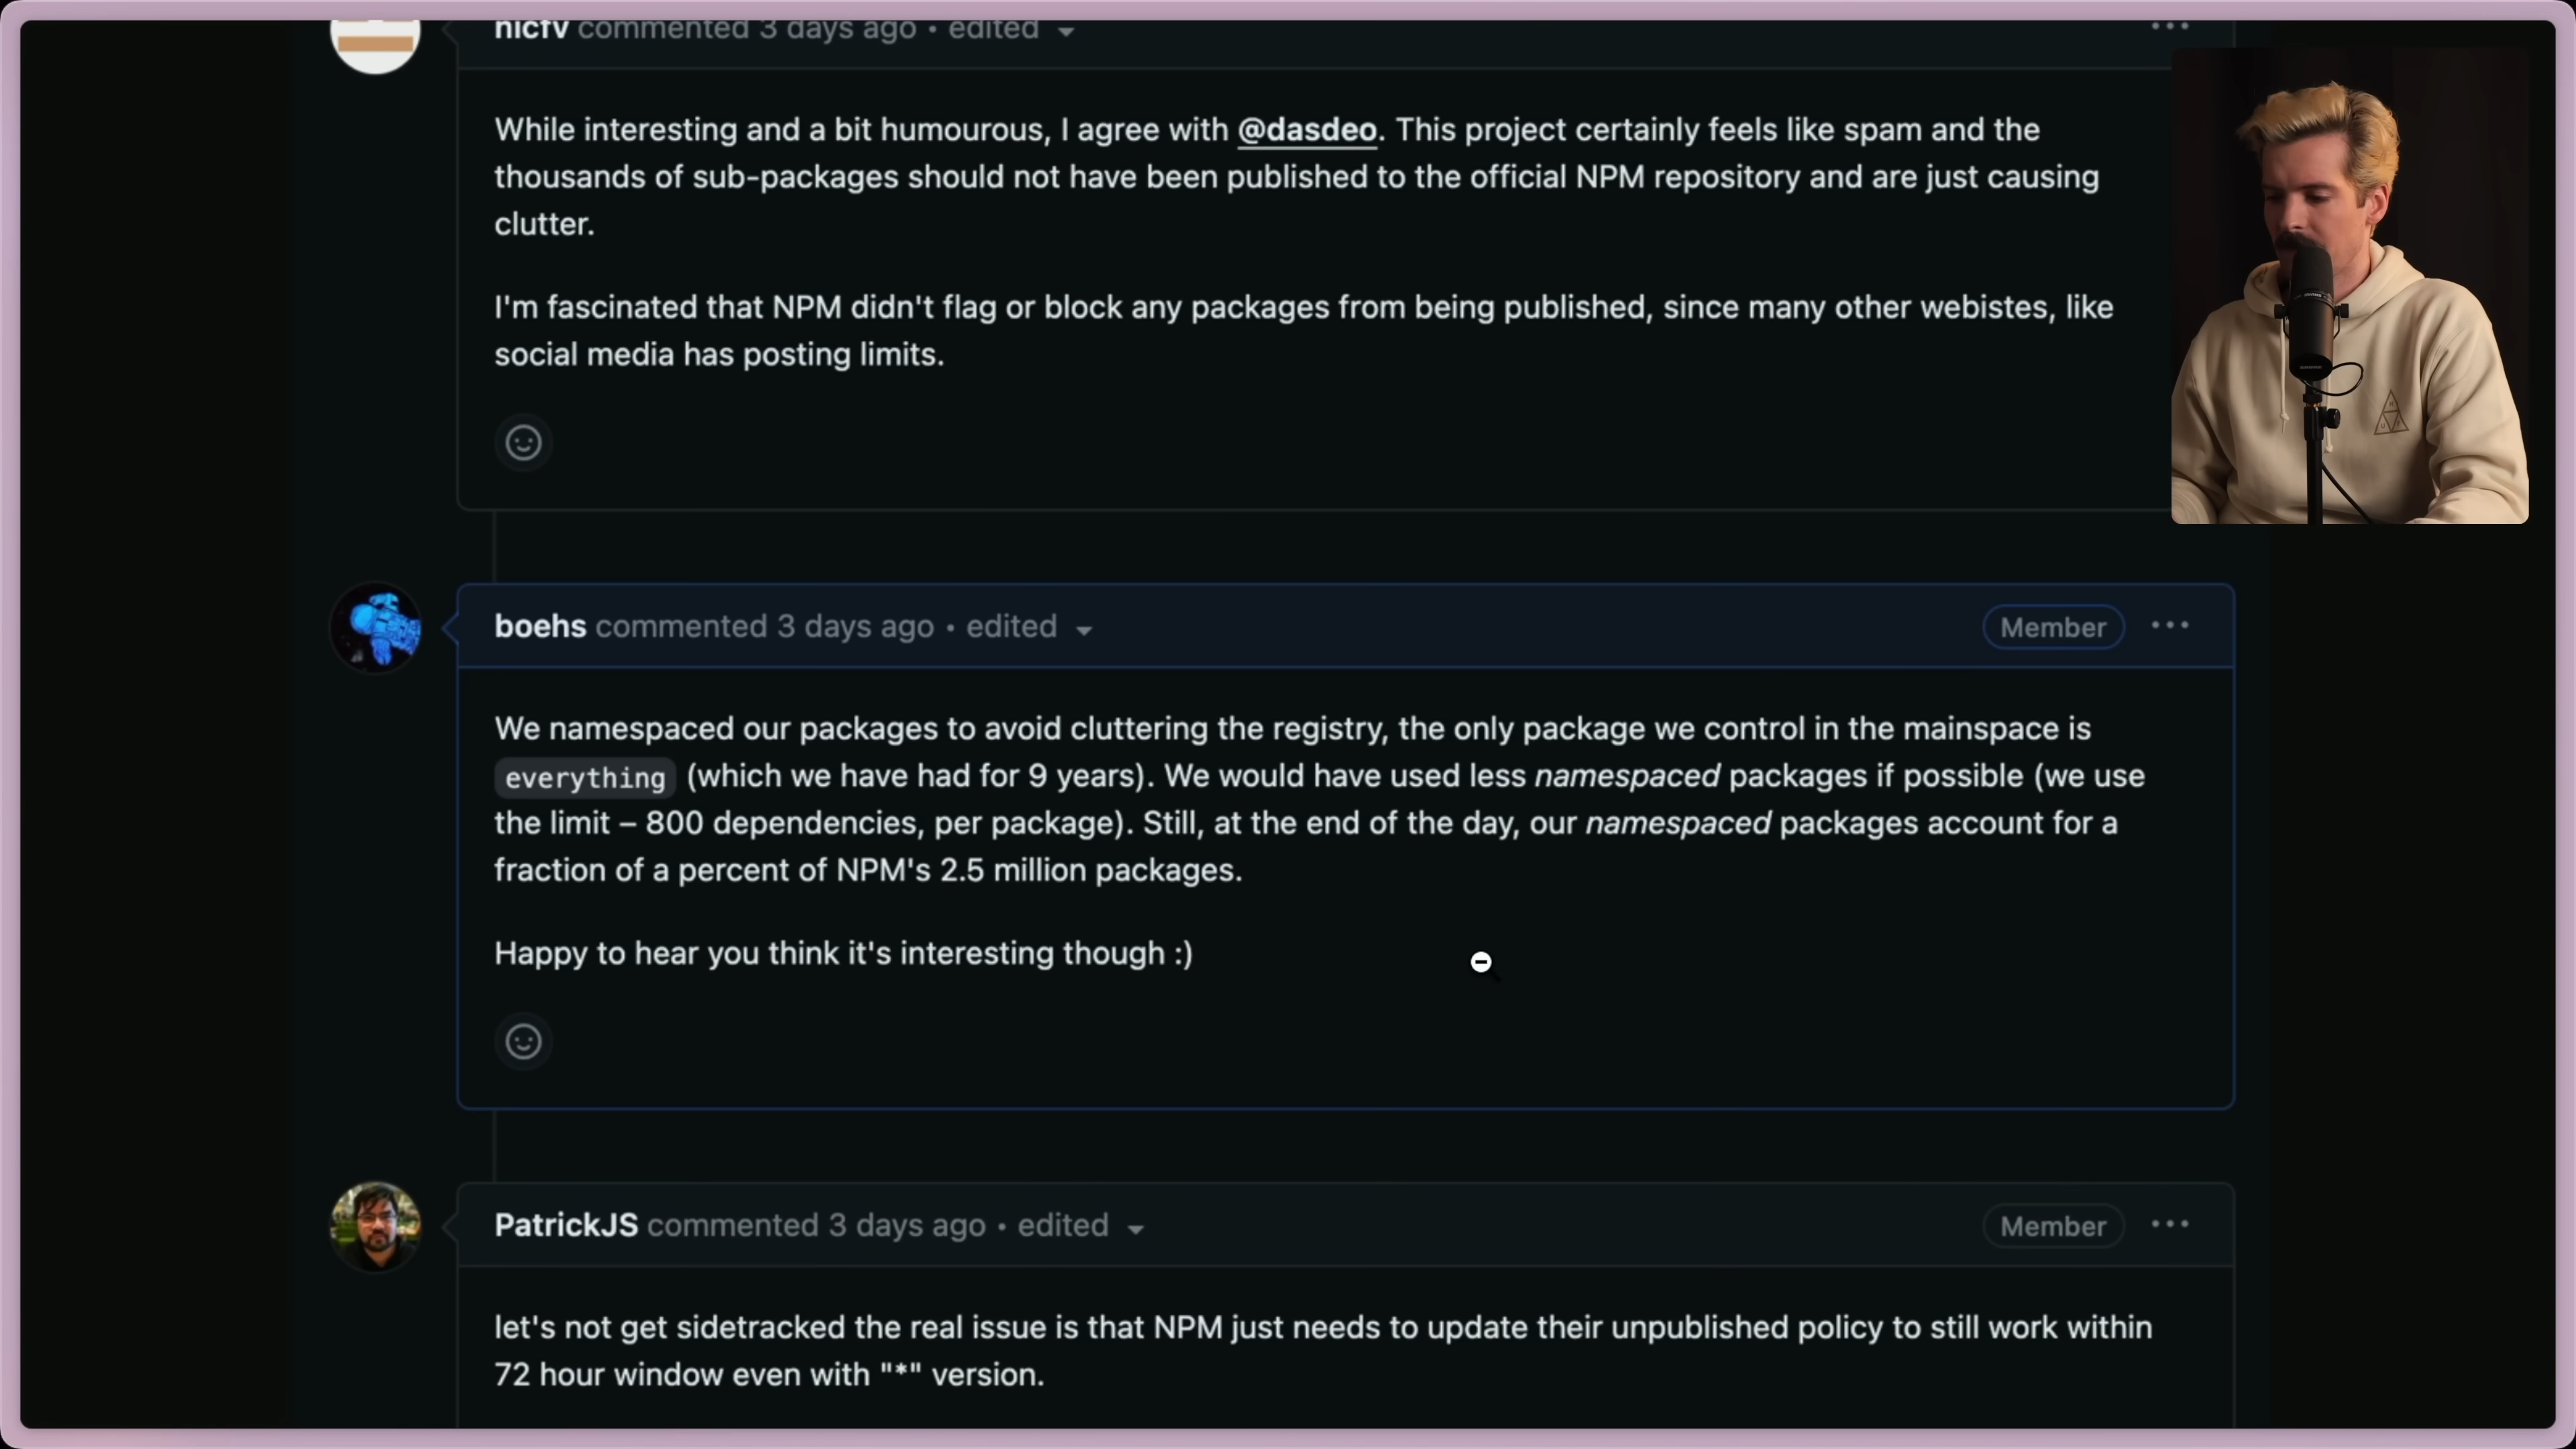 nicfv commented 3 days ago • edited
While interesting and a bit humourous, I agree with @dasdeo. This project certainly feels like spam and the
thousands of sub-packages should not have been published to the official NPM repository and are just causing
clutter.
I'm fascinated that NPM didn't flag or block any packages from being published, since many other webistes, like
social media has posting limits.
boehs commented 3 days ago • edited
Member
We namespaced our packages to avoid cluttering the registry, the only package we control in the mainspace is
everything (which we have had for 9 years). We would have used less namespaced packages if possible (we use
the limit – 800 dependencies, per package). Still, at the end of the day, our namespaced packages account for a
fraction of a percent of NPM's 2.5 million packages.
Happy to hear you think it's interesting though :)
PatrickJS commented 3 days ago • edited
Member
let's not get sidetracked the real issue is that NPM just needs to update their unpublished policy to still work within
72 hour window even with "*" version.